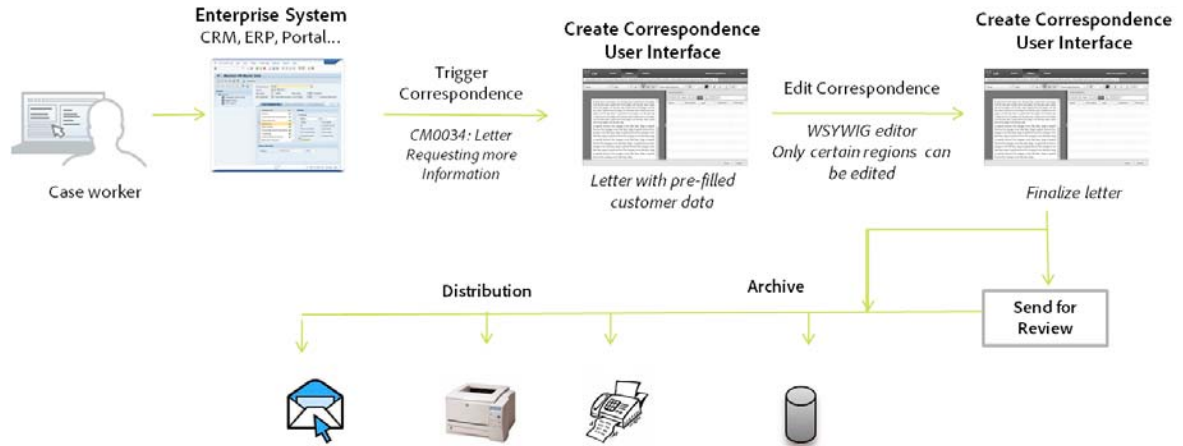 Enterprise System
CRM, ERP, Portal...
Create Correspondence
User Interface
Create Correspondence
User Interface
Trigger
Correspondence
CM0034: Letter
Requesting more
Information
Edit Correspondence
WSYWIG editor
Only certain regions can
be edited
Case worker
Letter with pre-filled
customer data
Finalize letter
Distribution
Archive
Send for
Review